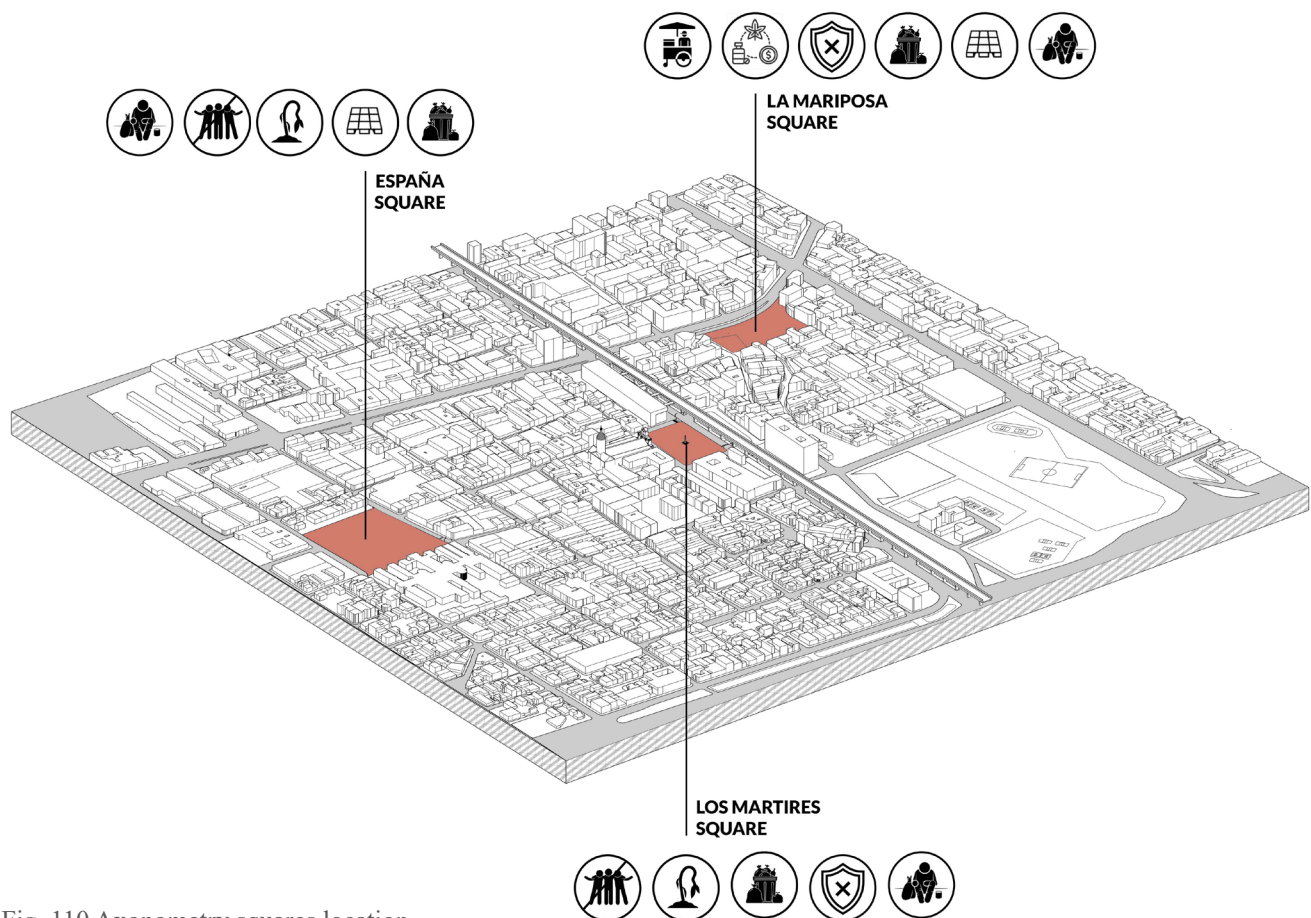 LA MARIPOSA
SQUARE
ESPAÑA
SQUARE
LOS MARTIRES
SQUARE
Fig. 110 Axonometry squares location